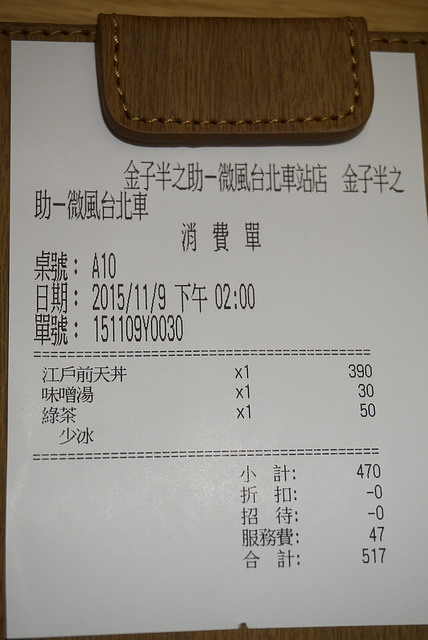 金子半之助－微風台北車站店 金子半之
助－微風台北車
消 費 單
桌號： A10
日期： 2015/11/9 下午 02:00
單號： 151109Y0030
江戶前天丼 x1 390
味噌湯 x1 30
綠茶 x1 50
少冰
小 計: 470
折 扣: -0
招 待: -0
服務費: 47
合 計: 517